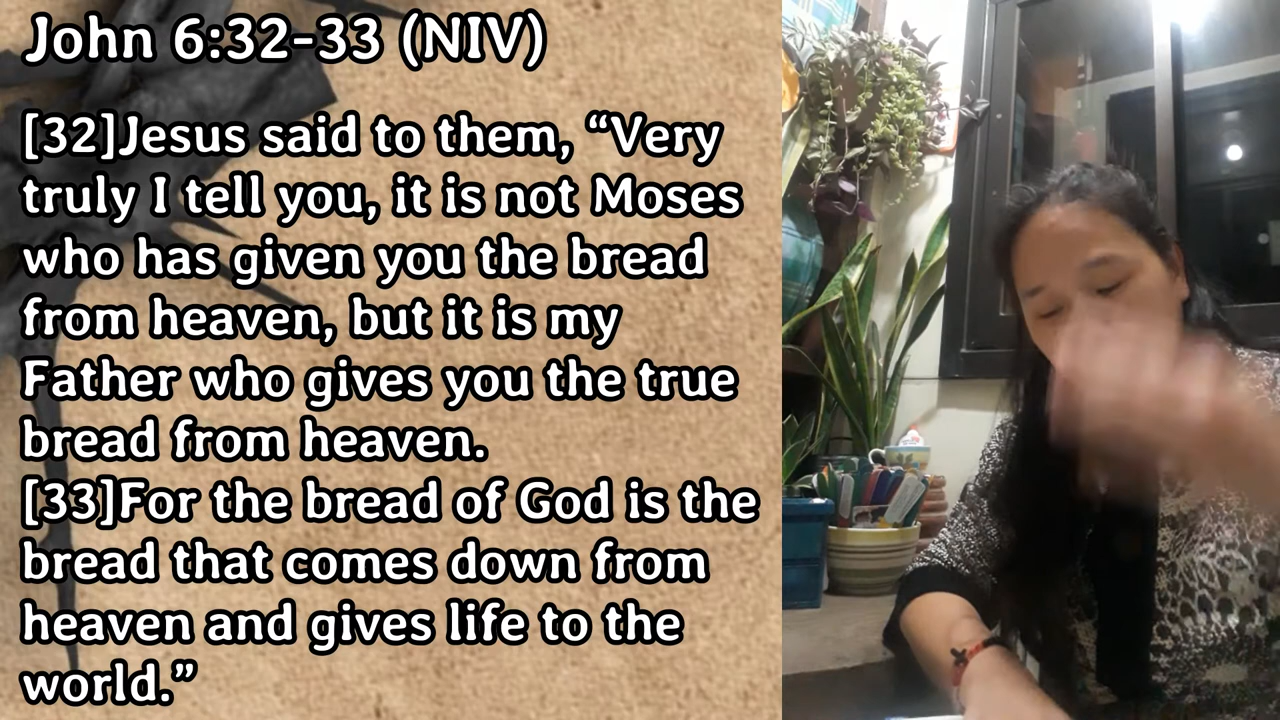 John 6:32-33 (NIV)
[32]Jesus said to them, “Very
truly I tell you, it is not Moses
who has given you the bread
from heaven, but it is my
Father who gives you the true
bread from heaven.
[33]For the bread of God is the
bread that comes down from
heaven and gives life to the
world.”